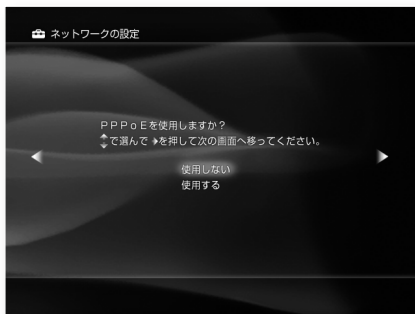 ネットワークの設定
PPPoEを使用しますか？
で選んで→を押して次の画面へ移ってください。
使用しない
使用する